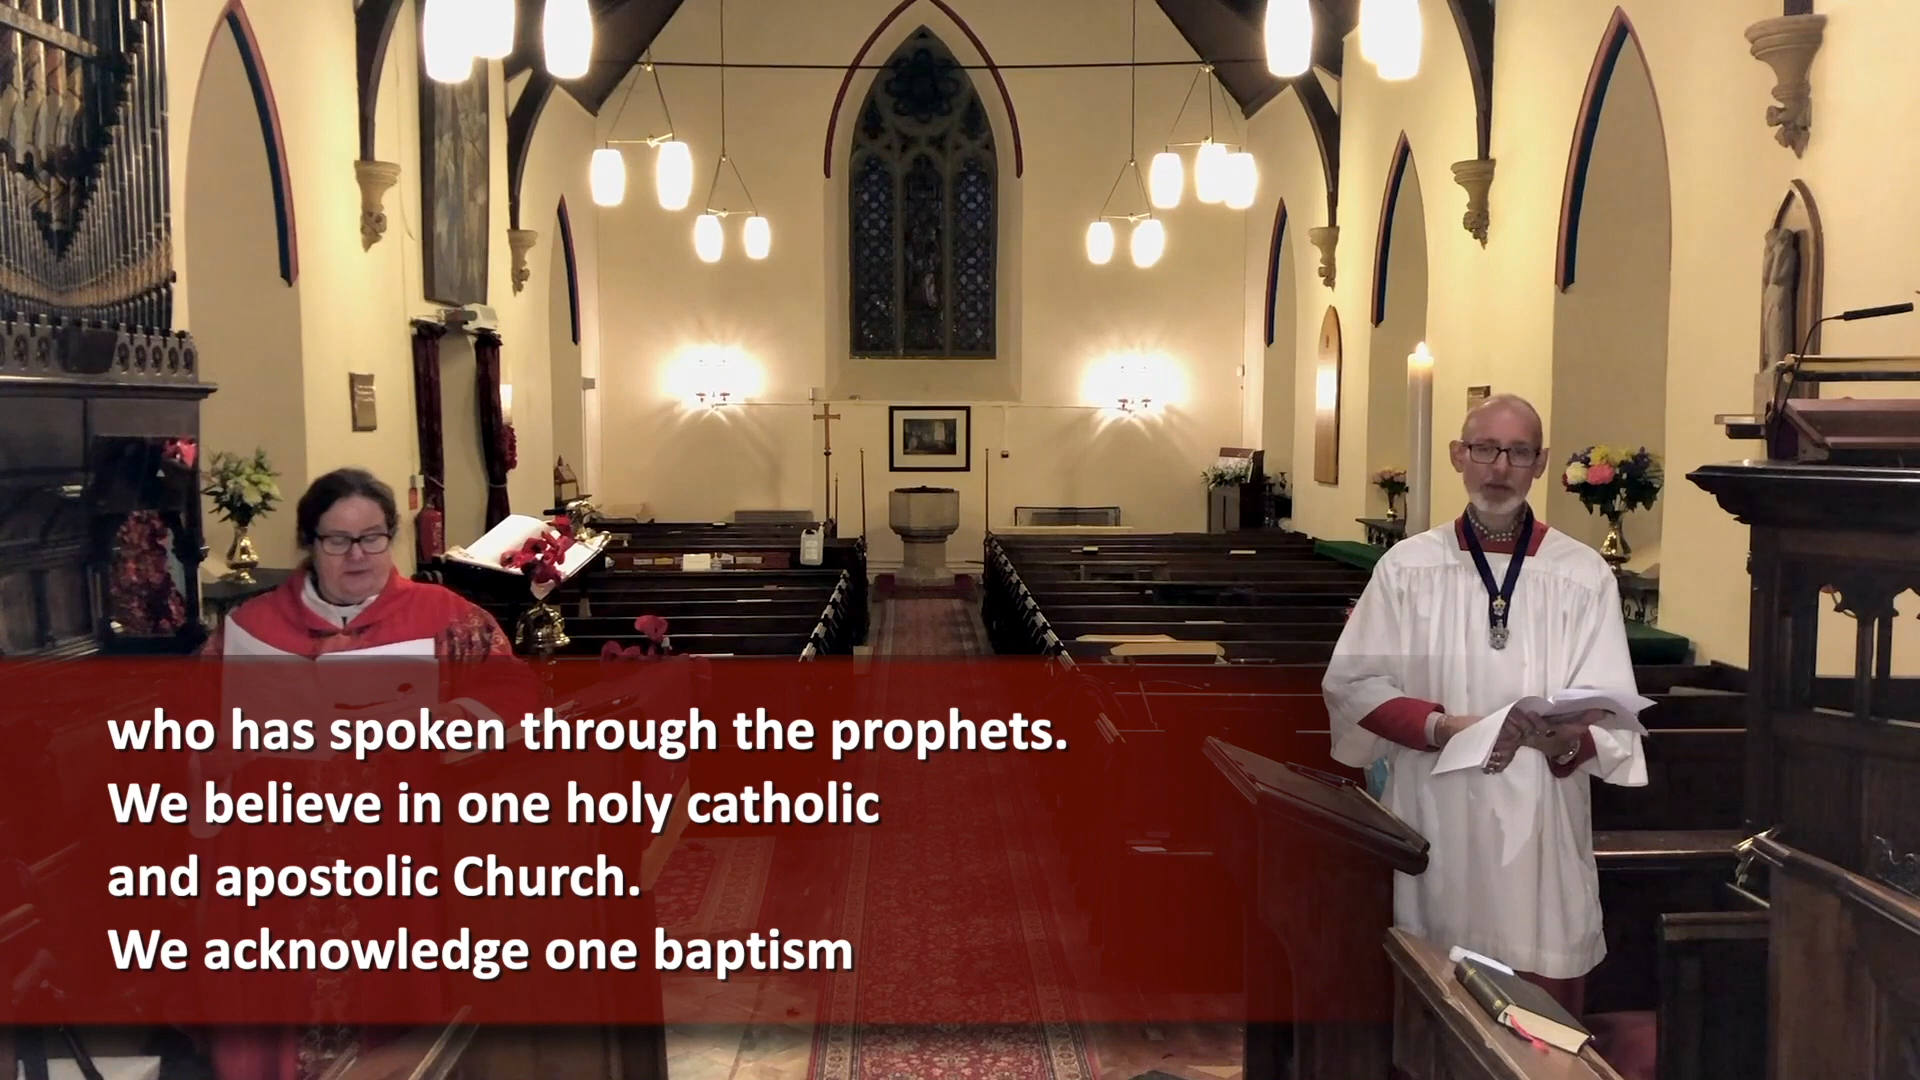 who has spoken through the prophets.
We believe in one holy catholic
and apostolic Church.
We acknowledge one baptism